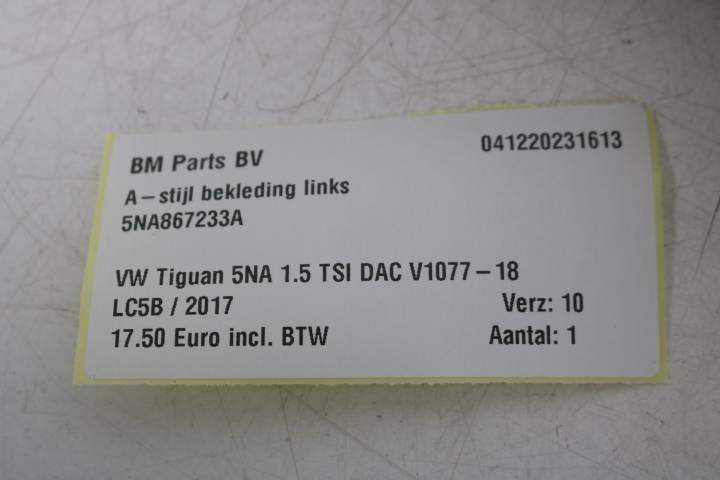 BM Parts BV 041220231613
A-stijl bekleding links
5NA867233A
VW Tiguan 5NA 1.5 TSI DAC V1077-18
LC5B / 2017 Verz: 10
17.50 Euro incl. BTW Aantal: 1